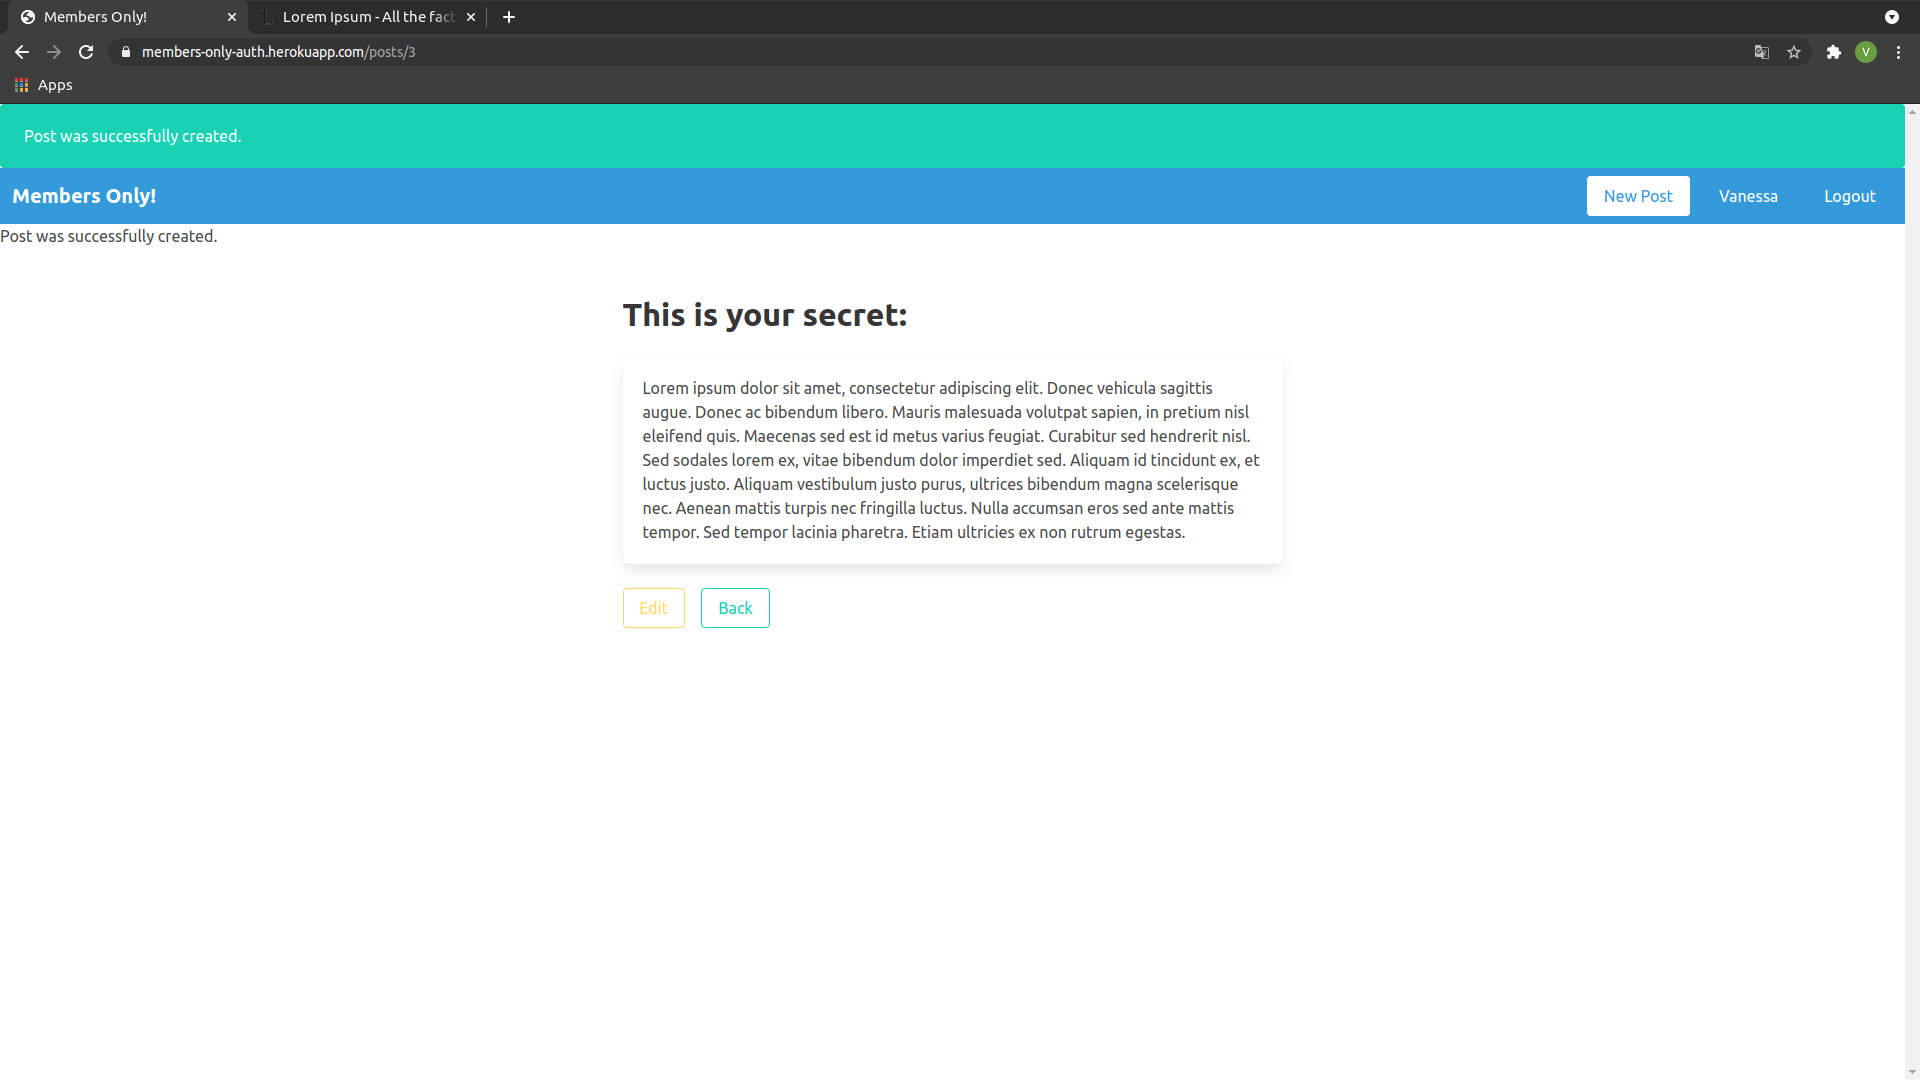 Members Only!
Lorem Ipsum - All the fact
members-only-auth.herokuapp.com/posts/3
V
Apps
Post was successfully created.
Members Only!
New Post
Vanessa
Logout
Post was successfully created.
This is your secret:
Lorem ipsum dolor sit amet, consectetur adipiscing elit. Donec vehicula sagittis
augue. Donec ac bibendum libero. Mauris malesuada volutpat sapien, in pretium nisl
eleifend quis. Maecenas sed est id metus varius feugiat. Curabitur sed hendrerit nisl.
Sed sodales lorem ex, vitae bibendum dolor imperdiet sed. Aliquam id tincidunt ex, et
luctus justo. Aliquam vestibulum justo purus, ultrices bibendum magna scelerisque
nec. Aenean mattis turpis nec fringilla luctus. Nulla accumsan eros sed ante mattis
tempor. Sed tempor lacinia pharetra. Etiam ultricies ex non rutrum egestas.
Edit
Back